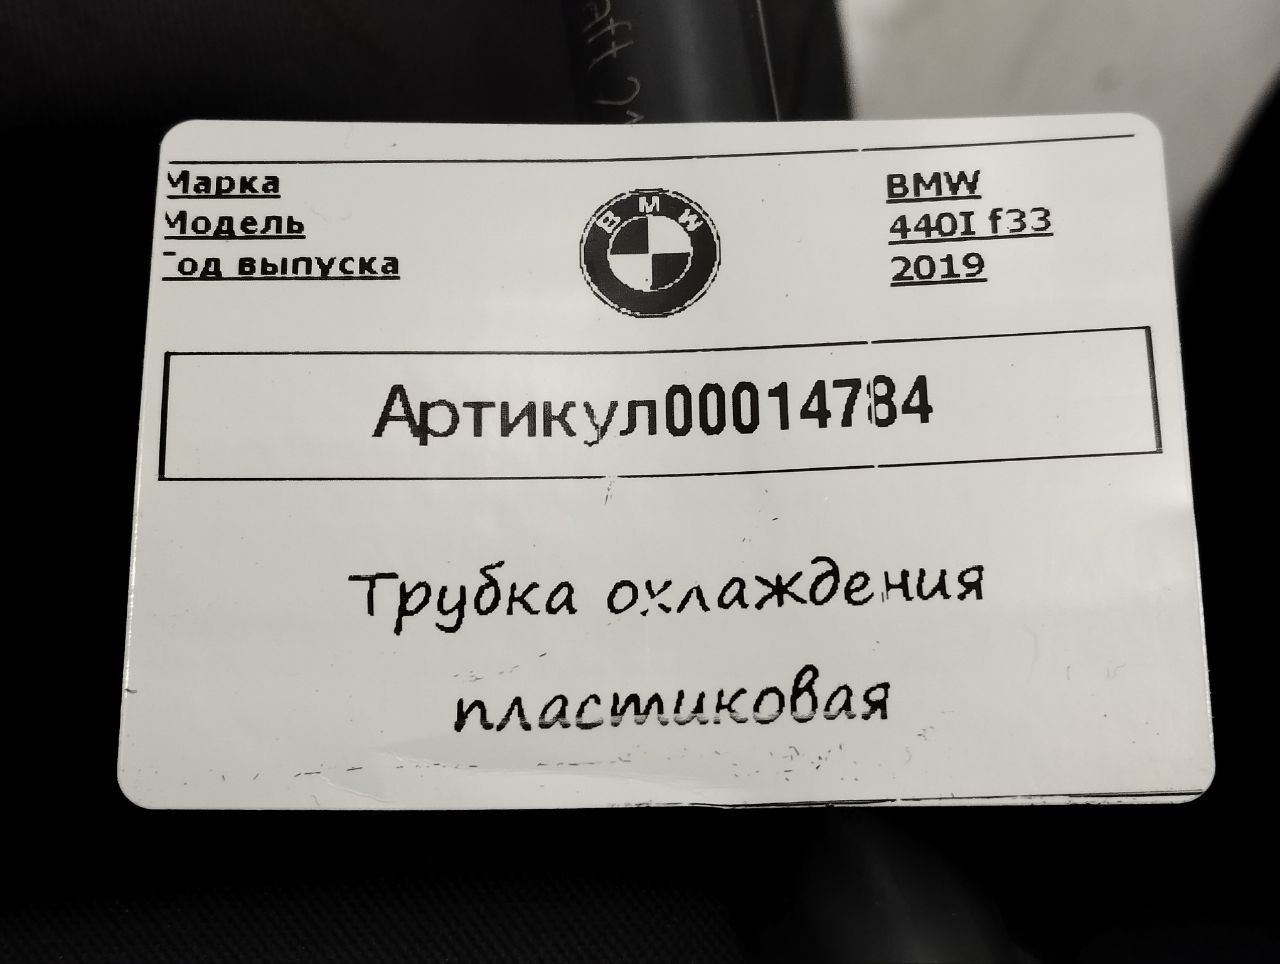 Марка BMW
Модель 440I f33
Год выпуска 2019
BMW
Артикул00014784
Трубка охлаждения
пластиковая